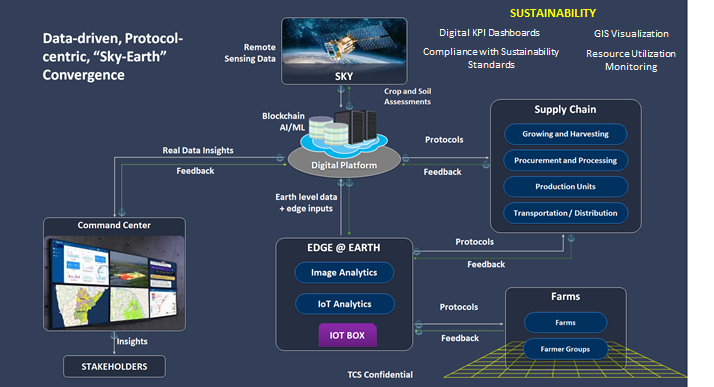 SUSTAINABILITY
Digital KPI Dashboards
GIS Visualization
Compliance with Sustainability
Standards
Resource Utilization
Monitoring
Data-driven, Protocol-
centric, “Sky-Earth”
Convergence
Remote
Sensing Data
SKY
Crop and Soil
Assessments
Blockchain
AI/ML
Digital Platform
Real Data Insights
Feedback
Protocols
Feedback
Supply Chain
Growing and Harvesting
Procurement and Processing
Production Units
Transportation / Distribution
Earth level data
+ edge inputs
Command Center
EDGE @ EARTH
Image Analytics
IoT Analytics
IOT BOX
Protocols
Feedback
Protocols
Feedback
Farms
Farms
Farmer Groups
Insights
STAKEHOLDERS
TCS Confidential